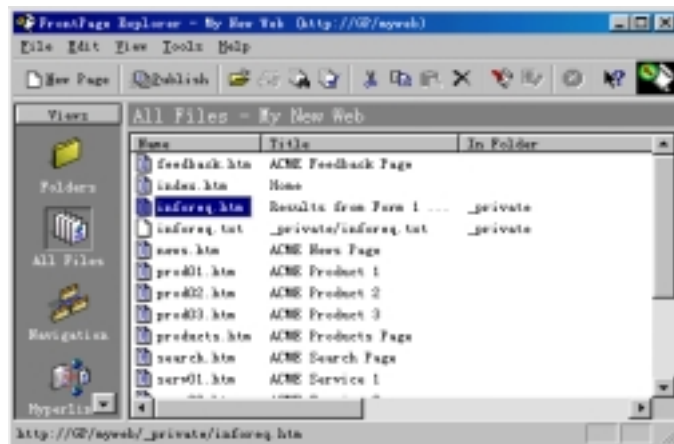 FrontPage Explorer - My New Web (http://GP/myweb)
File Edit View Tools Help
New Page Publish
Views All Files - My New Web
Name Title In Folder
feedback.htm ACME Feedback Page
index.htm Home
inforeq.htm Results from Form 1 ... _private
inforeq.txt _private/inforeq.txt _private
news.htm ACME News Page
prod01.htm ACME Product 1
prod02.htm ACME Product 2
prod03.htm ACME Product 3
products.htm ACME Products Page
search.htm ACME Search Page
serv01.htm ACME Service 1
Folders
All Files
Navigation
Hyperlin
http://GP/myweb/_private/inforeq.htm